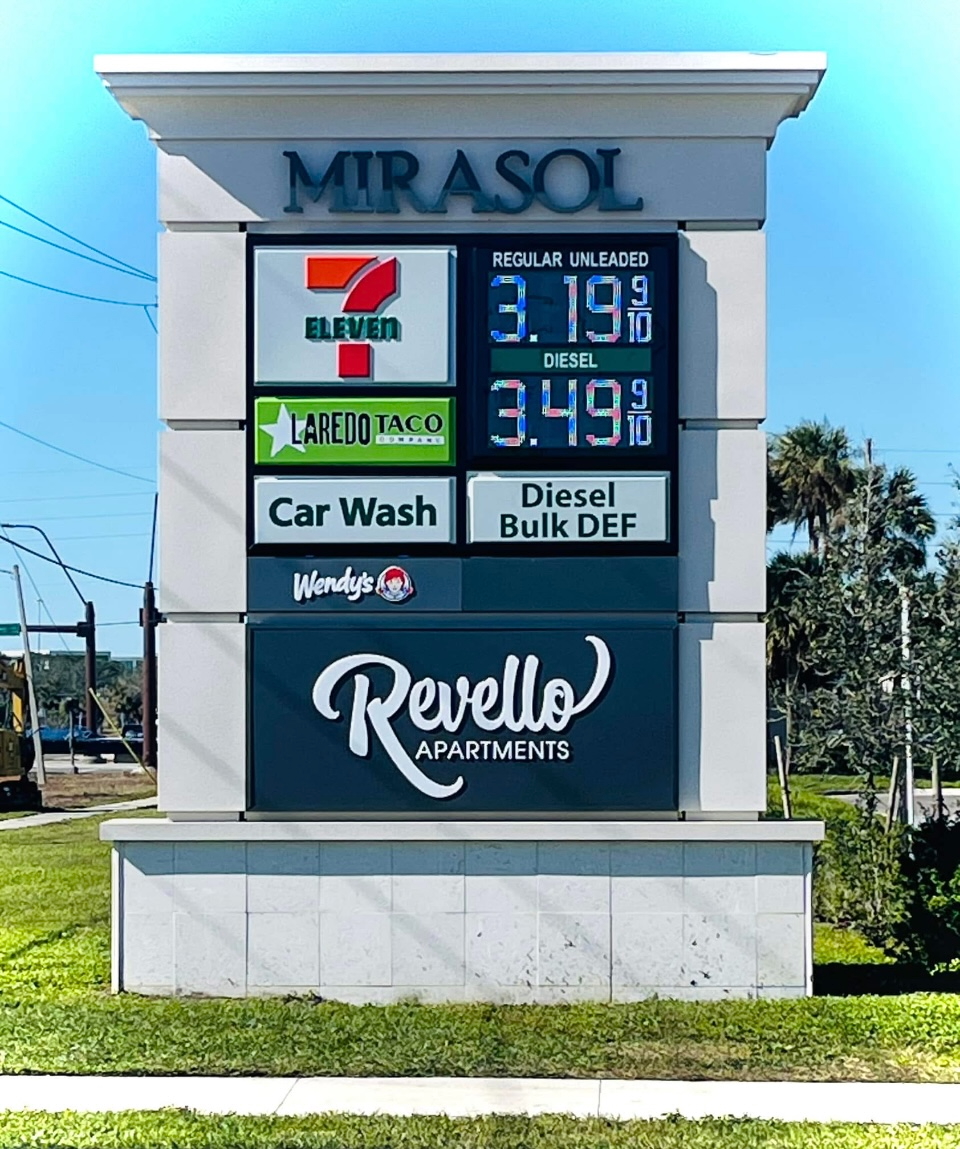 MIRASOL
7
ELEVEN
REGULAR UNLEADED
3.19 9/10
DIESEL
3.49 9/10
LAREDO TACO
COMPANY
Car Wash
Diesel
Bulk DEF
Wendy's
Revello
APARTMENTS